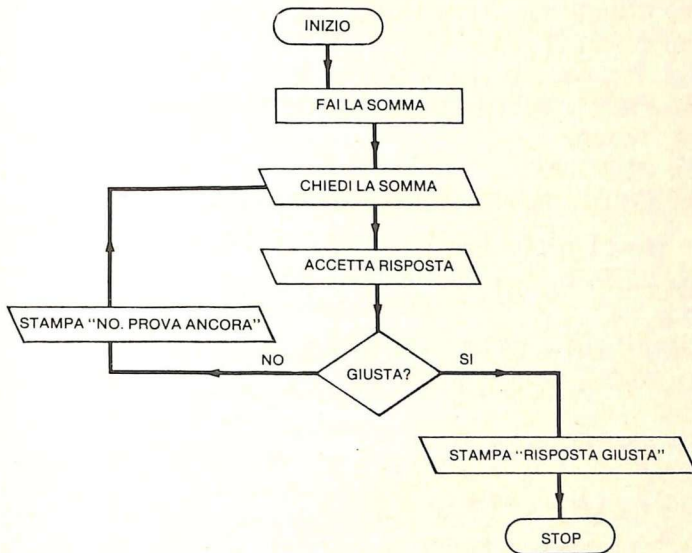 INIZIO
FAI LA SOMMA
CHIEDI LA SOMMA
ACCETTA RISPOSTA
STAMPA "NO. PROVA ANCORA"
NO
GIUSTA?
SI
STAMPA "RISPOSTA GIUSTA"
STOP